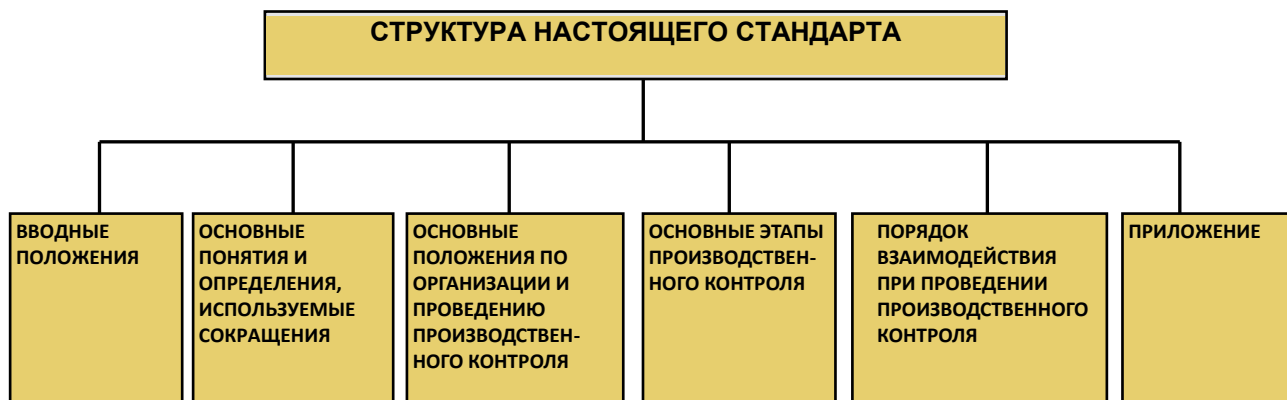 СТРУКТУРА НАСТОЯЩЕГО СТАНДАРТА
ВВОДНЫЕ
ПОЛОЖЕНИЯ
ОСНОВНЫЕ
ПОНЯТИЯ И
ОПРЕДЕЛЕНИЯ,
ИСПОЛЬЗУЕМЫЕ
СОКРАЩЕНИЯ
ОСНОВНЫЕ
ПОЛОЖЕНИЯ ПО
ОРГАНИЗАЦИИ И
ПРОВЕДЕНИЮ
ПРОИЗВОДСТВЕН-
НОГО КОНТРОЛЯ
ОСНОВНЫЕ ЭТАПЫ
ПРОИЗВОДСТВЕН-
НОГО КОНТРОЛЯ
ПОРЯДОК
ВЗАИМОДЕЙСТВИЯ
ПРИ ПРОВЕДЕНИИ
ПРОИЗВОДСТВЕННОГО
КОНТРОЛЯ
ПРИЛОЖЕНИЕ